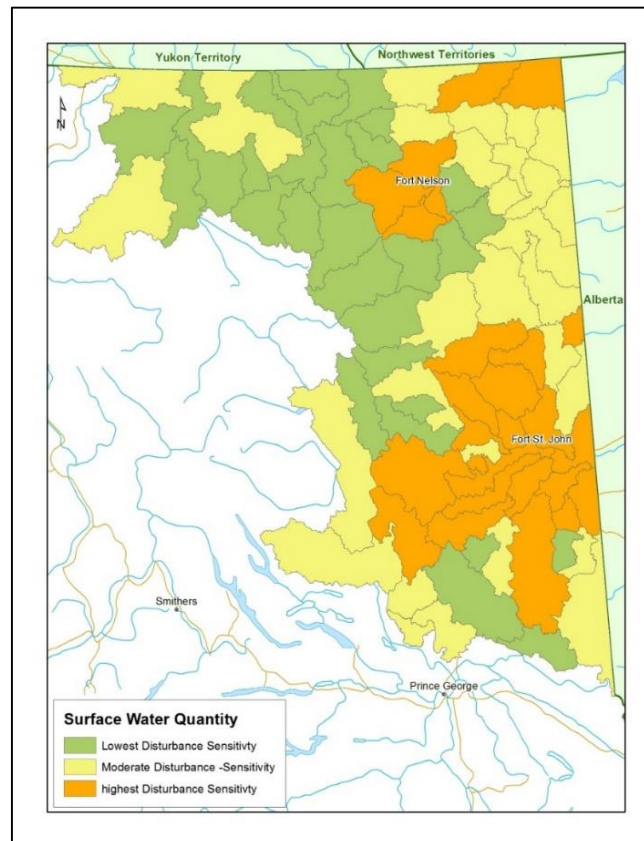 Yukon Territory
Northwest Territories
N
Fort Nelson
Alberta
Fort St. John
Smithers
Prince George
Surface Water Quantity
Lowest Disturbance Sensitivty
Moderate Disturbance -Sensitivity
highest Disturbance Sensitivty